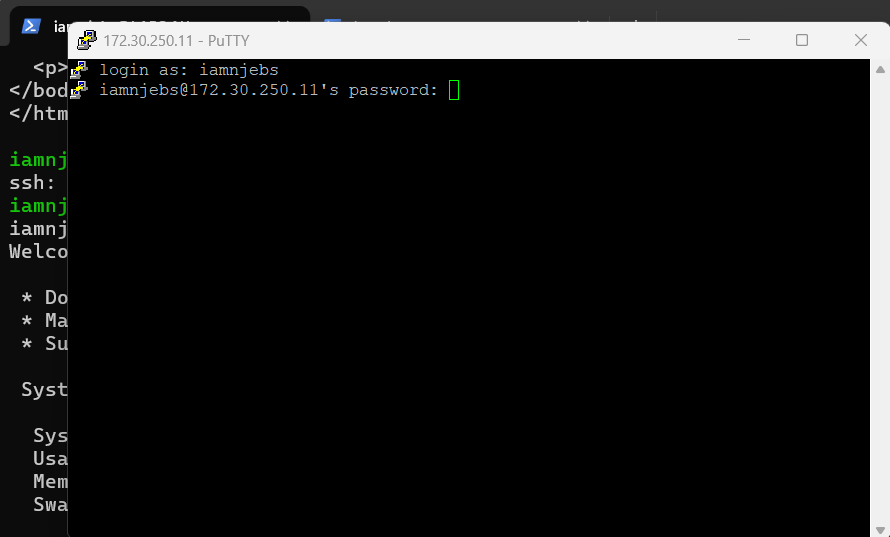 172.30.250.11 - PuTTY
login as: iamnjebs
iamnjebs@172.30.250.11's password:
<p>
</bod
</htm
iamnj
ssh:
iamnj
iamnj
Welco
* Do
* Ma
* Su
Syst
Sys
Usa
Mem
Swa